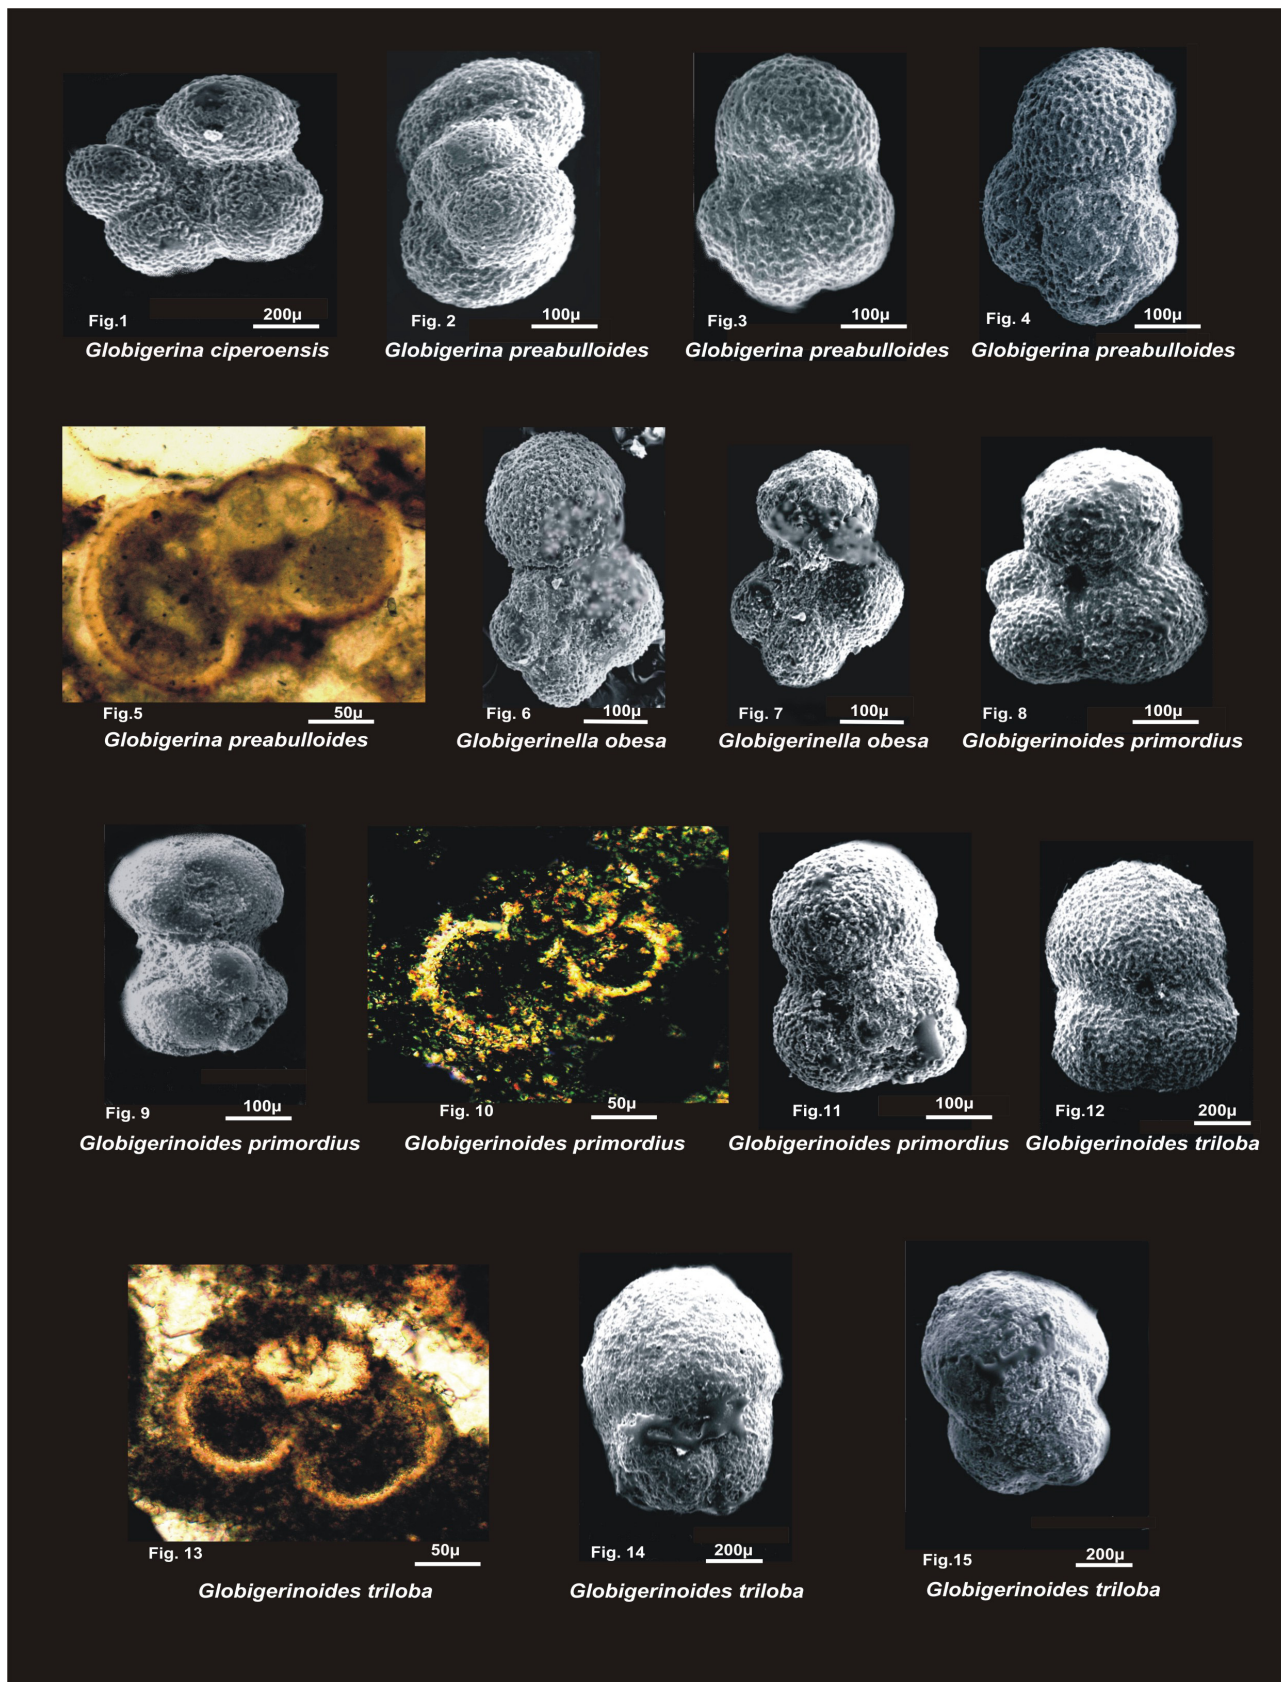 Fig.1 200µ
Globigerina ciperoensis
Fig. 2 100µ
Globigerina preabulloides
Fig.3 100µ
Globigerina preabulloides
Fig. 4 100µ
Globigerina preabulloides
Fig.5 50µ
Globigerina preabulloides
Fig. 6 100µ
Globigerinella obesa
Fig. 7 100µ
Globigerinella obesa
Fig. 8 100µ
Globigerinoides primordius
Fig. 9 100µ
Globigerinoides primordius
Fig. 10 50µ
Globigerinoides primordius
Fig.11 100µ
Globigerinoides primordius
Fig.12 200µ
Globigerinoides triloba
Fig. 13 50µ
Globigerinoides triloba
Fig. 14 200µ
Globigerinoides triloba
Fig.15 200µ
Globigerinoides triloba